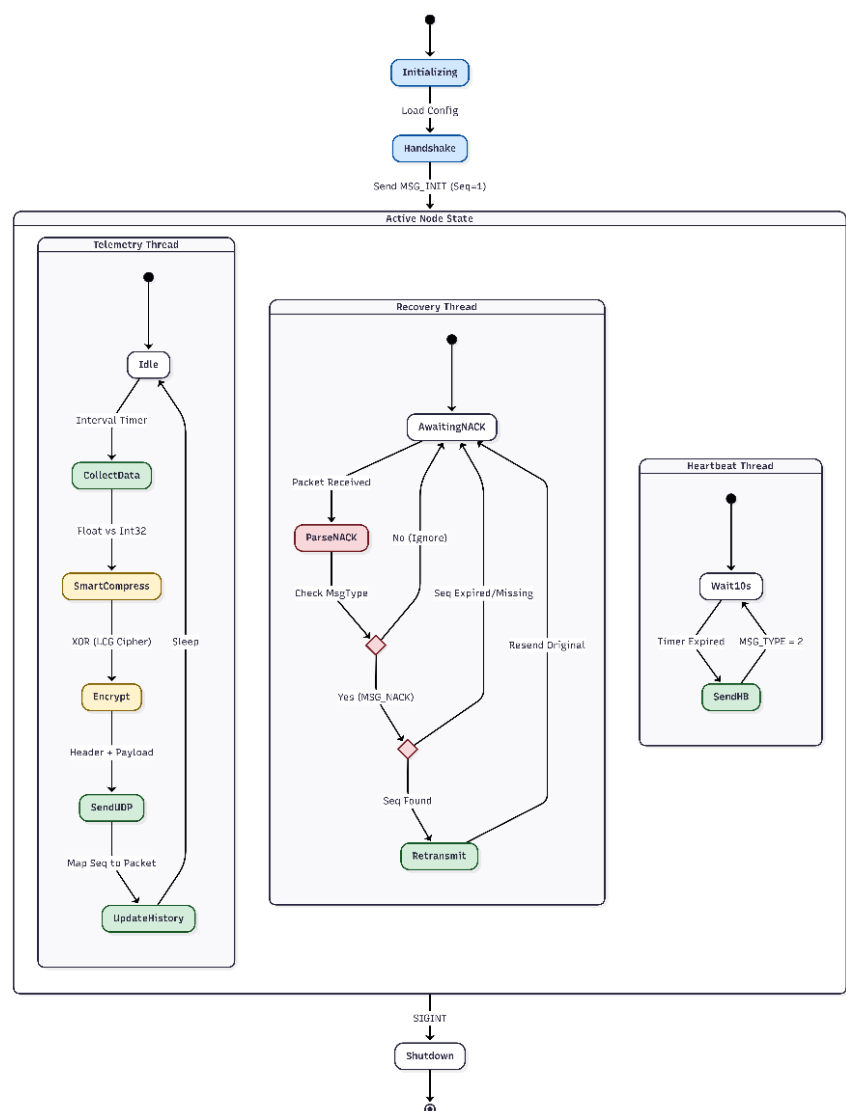 Initializing
Load Config
Handshake
Send MSG_INIT (Seq=1)
Active Node State
Telemetry Thread
Idle
Interval Timer
CollectData
Float vs Int32
SmartCompress
XOR (LCG Cipher)
Sleep
Encrypt
Header + Payload
SendUDP
Map Seq to Packet
UpdateHistory
Recovery Thread
AwaitingNACK
Packet Received
ParseNACK
No (Ignore)
Check MsgType
Seq Expired/Missing
Resend Original
Yes (MSG_NACK)
Seq Found
Retransmit
Heartbeat Thread
Wait10s
Timer Expired
MSG_TYPE = 2
SendHB
SIGINT
Shutdown